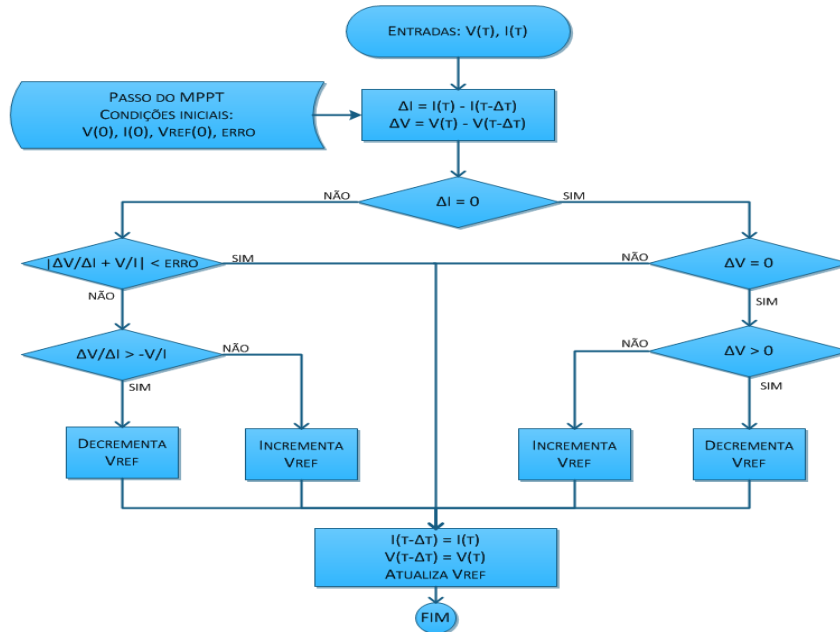 ENTRADAS: V(T), I(T)
PASSO DO MPPT
CONDIÇÕES INICIAIS:
V(0), I(0), VREF(0), ERRO
ΔI = I(T) - I(T-ΔT)
ΔV = V(T) - V(T-ΔT)
NÃO
ΔI = 0
SIM
|ΔV/ΔI + V/I| < ERRO
SIM
NÃO
ΔV = 0
NÃO
SIM
ΔV/ΔI > -V/I
NÃO
SIM
NÃO
ΔV > 0
SIM
DECREMENTA
VREF
INCREMENTA
VREF
INCREMENTA
VREF
DECREMENTA
VREF
I(T-ΔT) = I(T)
V(T-ΔT) = V(T)
ATUALIZA VREF
FIM